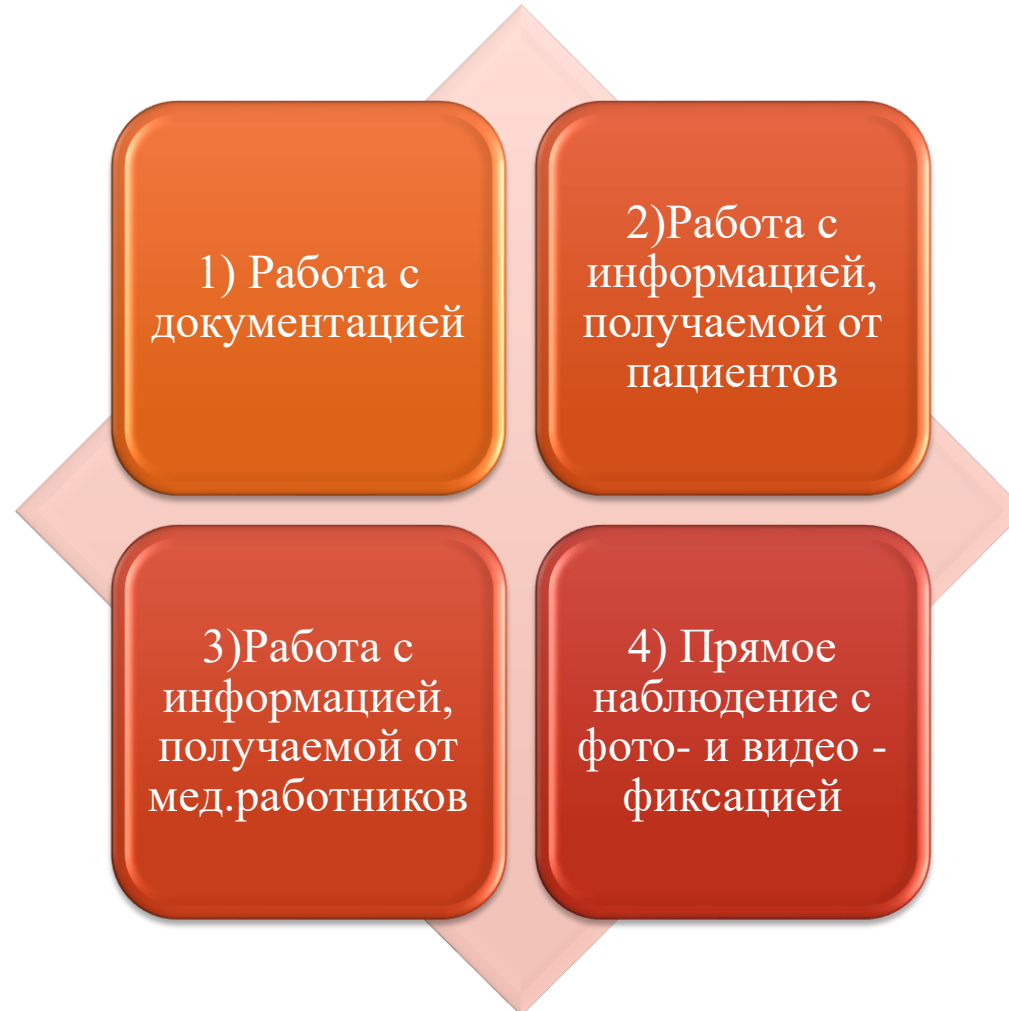 1) Работа с
документацией
2)Работа с
информацией,
получаемой от
пациентов
3)Работа с
информацией,
получаемой от
мед.работников
4) Прямое
наблюдение с
фото- и видео -
фиксацией